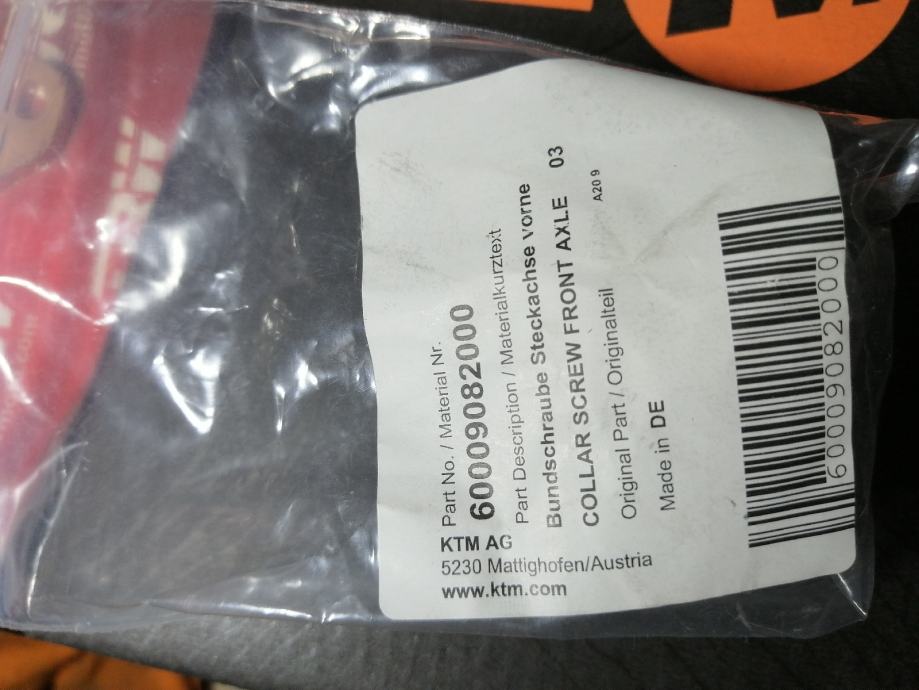 KTM AG
5230 Mattighofen/Austria
www.ktm.com
Part No. / Material Nr.
60009082000
Part Description / Materialkurztext
Bundschraube Steckachse vorne
COLLAR SCREW FRONT AXLE 03
A20 9
Original Part / Originalteil
Made in DE
60009082000